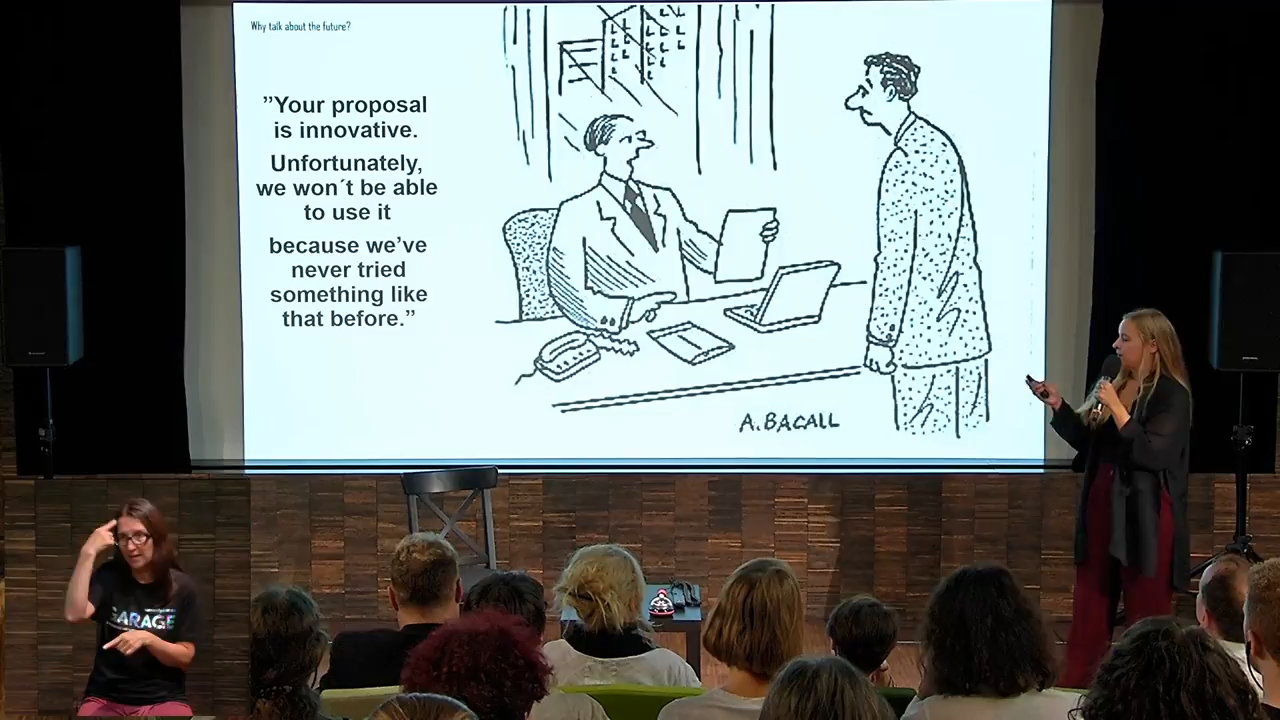 Why talk about the future?
”Your proposal
is innovative.
Unfortunately,
we won´t be able
to use it
because we’ve
never tried
something like
that before.”
A.BACALL
GARAGE